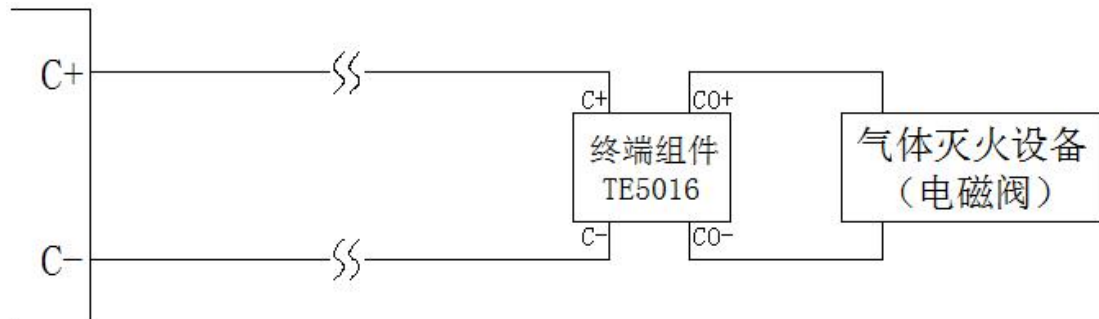 C+
C+
CO+
终端组件
TE5016
气体灭火设备
（电磁阀）
C-
CO-
C-